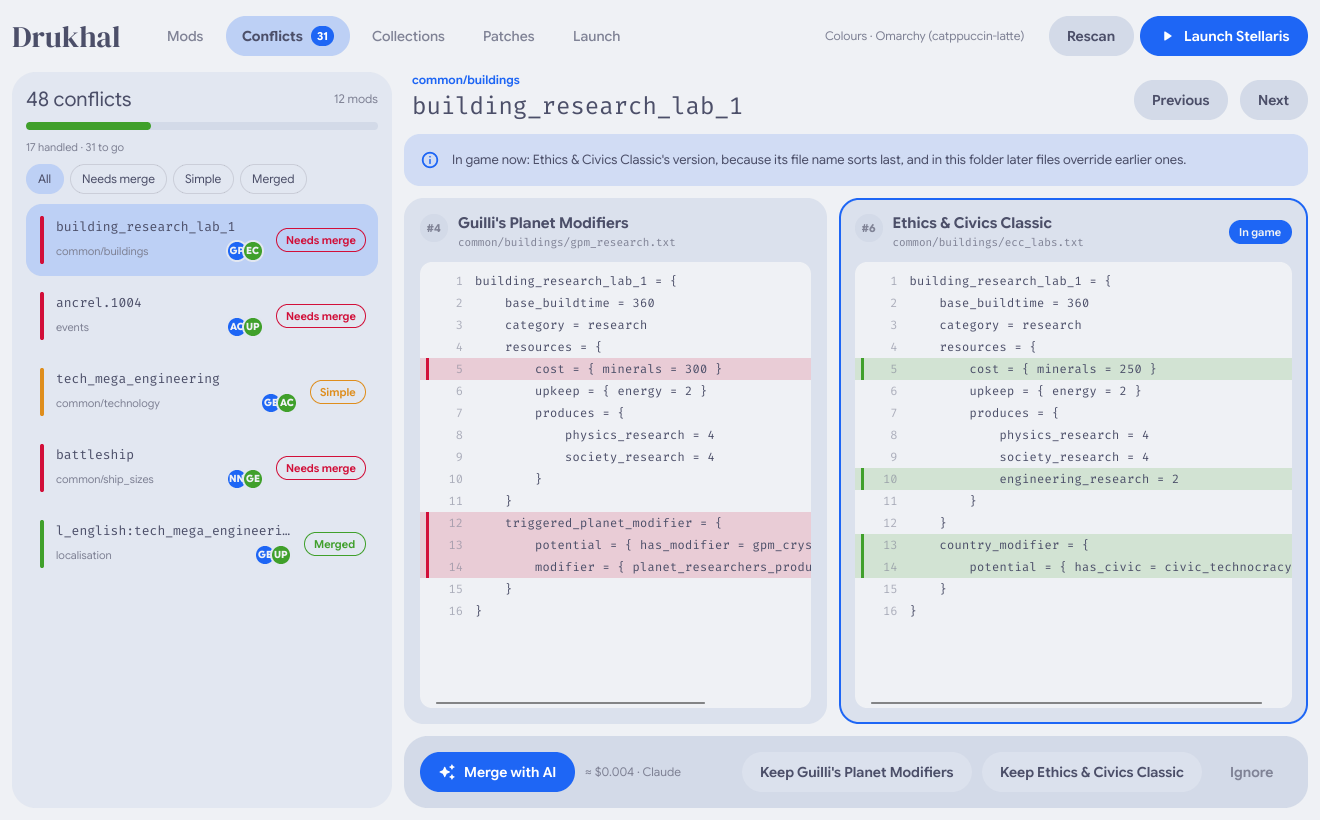 Drukhal
Mods
Conflicts 31
Collections
Patches
Launch
Colours · Omarchy (catppuccin-latte)
Rescan
Launch Stellaris
48 conflicts
12 mods
17 handled · 31 to go
All
Needs merge
Simple
Merged
building_research_lab_1
common/buildings
EC
Needs merge
ancrel.1004
events
UP
Needs merge
tech_mega_engineering
common/technology
AC
Simple
battleship
common/ship_sizes
NN GE
Needs merge
l_english:tech_mega_engineeri…
localisation
UP
Merged
common/buildings
building_research_lab_1
Previous
Next
In game now: Ethics & Civics Classic's version, because its file name sorts last, and in this folder later files override earlier ones.
#4
Guilli's Planet Modifiers
common/buildings/gpm_research.txt
1 building_research_lab_1 = {
2 base_buildtime = 360
3 category = research
4 resources = {
5 cost = { minerals = 300 }
6 upkeep = { energy = 2 }
7 produces = {
8 physics_research = 4
9 society_research = 4
10 }
11 }
12 triggered_planet_modifier = {
13 potential = { has_modifier = gpm_crys
14 modifier = { planet_researchers_produ
15 }
16 }
#6
Ethics & Civics Classic
common/buildings/ecc_labs.txt
In game
1 building_research_lab_1 = {
2 base_buildtime = 360
3 category = research
4 resources = {
5 cost = { minerals = 250 }
6 upkeep = { energy = 2 }
7 produces = {
8 physics_research = 4
9 society_research = 4
10 engineering_research = 2
11 }
12 }
13 country_modifier = {
14 potential = { has_civic = civic_technocracy
15 }
16 }
Merge with AI
≈ $0.004 · Claude
Keep Guilli's Planet Modifiers
Keep Ethics & Civics Classic
Ignore